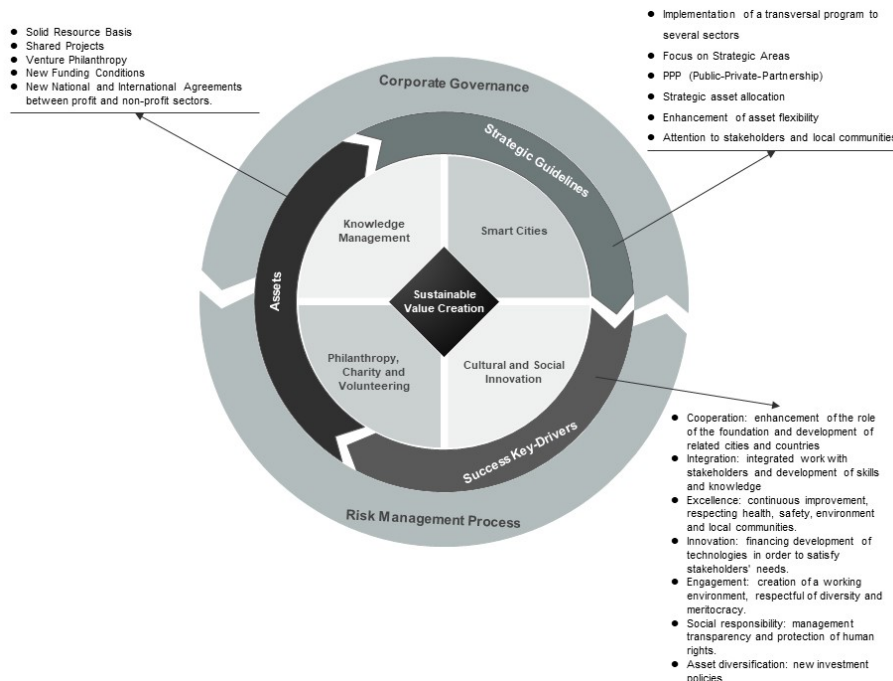 ● Solid Resource Basis
● Shared Projects
● Venture Philanthropy
● New Funding Conditions
● New National and International Agreements
between profit and non-profit sectors.
● Implementation of a transversal program to
several sectors
● Focus on Strategic Areas
● PPP (Public-Private-Partnership)
● Strategic asset allocation
● Enhancement of asset flexibility
● Attention to stakeholders and local communities
Corporate Governance
Strategic Guidelines
Knowledge
Management
Smart Cities
Assets
Sustainable
Value Creation
Philanthropy,
Charity and
Volunteering
Cultural and Social
Innovation
Success Key-Drivers
Risk Management Process
● Cooperation: enhancement of the role
of the foundation and development of
related cities and countries
● Integration: integrated work with
stakeholders and development of skills
and knowledge
● Excellence: continuous improvement,
respecting health, safety, environment
and local communities.
● Innovation: financing development of
technologies in order to satisfy
stakeholders' needs.
● Engagement: creation of a working
environment, respectful of diversity and
meritocracy.
● Social responsibility: management
transparency and protection of human
rights.
● Asset diversification: new investment
policies